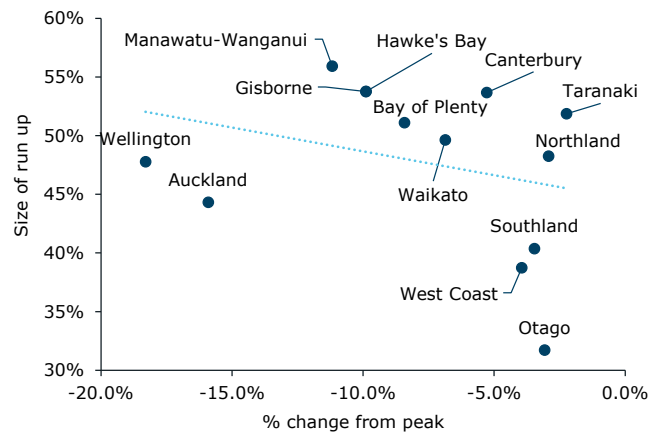 60%
55%
50%
45%
40%
35%
30%
Size of run up
Manawatu-Wanganui
Hawke's Bay
Gisborne
Canterbury
Bay of Plenty
Taranaki
Wellington
Northland
Auckland
Waikato
Southland
West Coast
Otago
-20.0%
-15.0%
-10.0%
-5.0%
0.0%
% change from peak